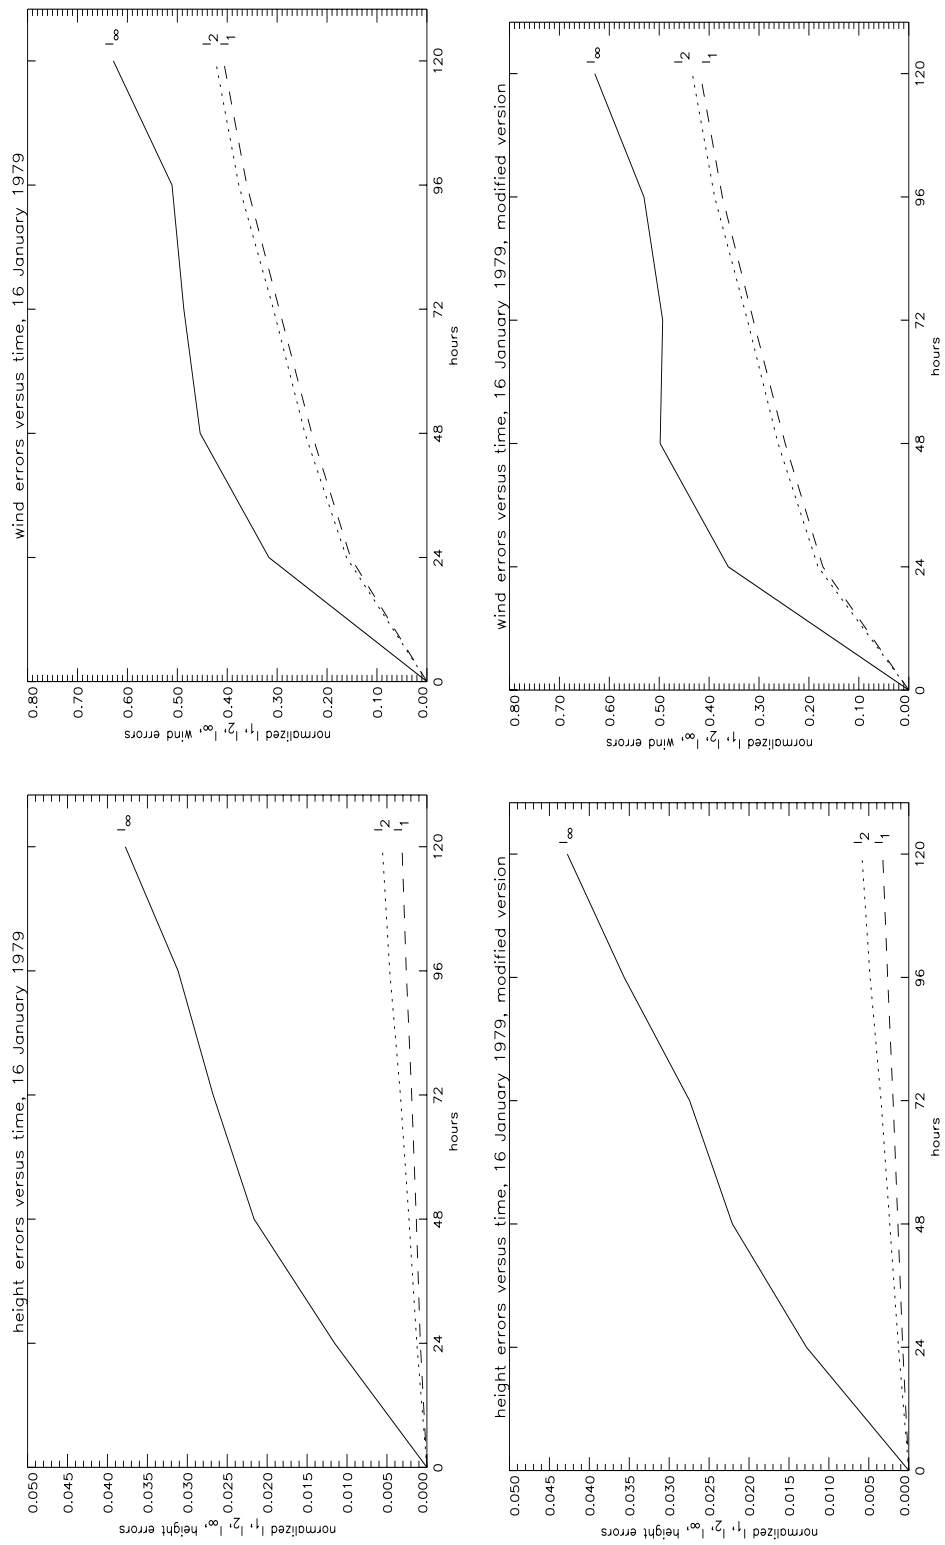 height errors versus time, 16 January 1979
normalized l1, l2, l∞, height errors
0.050
0.045
0.040
0.035
0.030
0.025
0.020
0.015
0.010
0.005
0.000
0
24
48
72
96
120
hours
l∞
l2
l1
wind errors versus time, 16 January 1979
normalized l1, l2, l∞, wind errors
0.80
0.70
0.60
0.50
0.40
0.30
0.20
0.10
0.00
0
24
48
72
96
120
hours
l∞
l2
l1
height errors versus time, 16 January 1979, modified version
normalized l1, l2, l∞, height errors
0.050
0.045
0.040
0.035
0.030
0.025
0.020
0.015
0.010
0.005
0.000
0
24
48
72
96
120
hours
l∞
l2
l1
wind errors versus time, 16 January 1979, modified version
normalized l1, l2, l∞, wind errors
0.80
0.70
0.60
0.50
0.40
0.30
0.20
0.10
0.00
0
24
48
72
96
120
hours
l∞
l2
l1